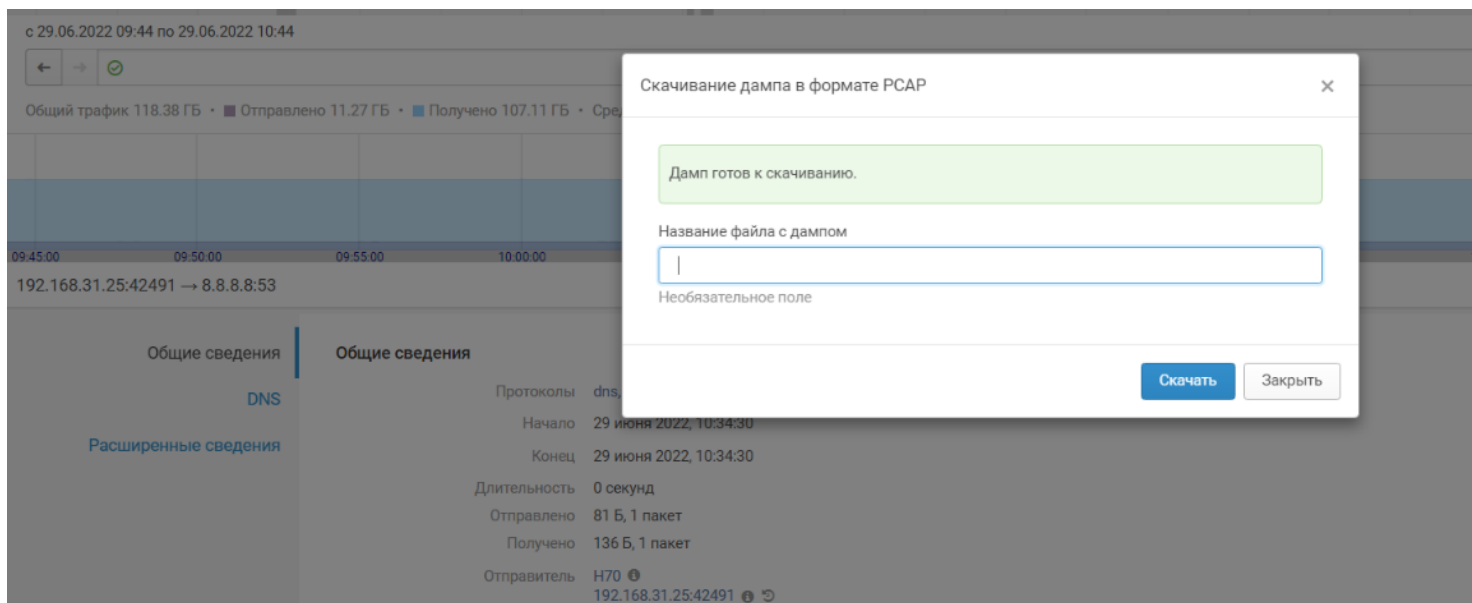 с 29.06.2022 09:44 по 29.06.2022 10:44
Общий трафик 118.38 ГБ • Отправлено 11.27 ГБ • Получено 107.11 ГБ •
09:45:00 09:50:00 09:55:00 10:00:00
192.168.31.25:42491 → 8.8.8.8:53
Общие сведения
DNS
Расширенные сведения
Общие сведения
Протоколы dns,
Начало 29 июня 2022, 10:34:30
Конец 29 июня 2022, 10:34:30
Длительность 0 секунд
Отправлено 81 Б, 1 пакет
Получено 136 Б, 1 пакет
Отправитель H70
192.168.31.25:42491
Скачивание дампа в формате PCAP
Дамп готов к скачиванию.
Название файла с дампом
Необязательное поле
Скачать Закрыть